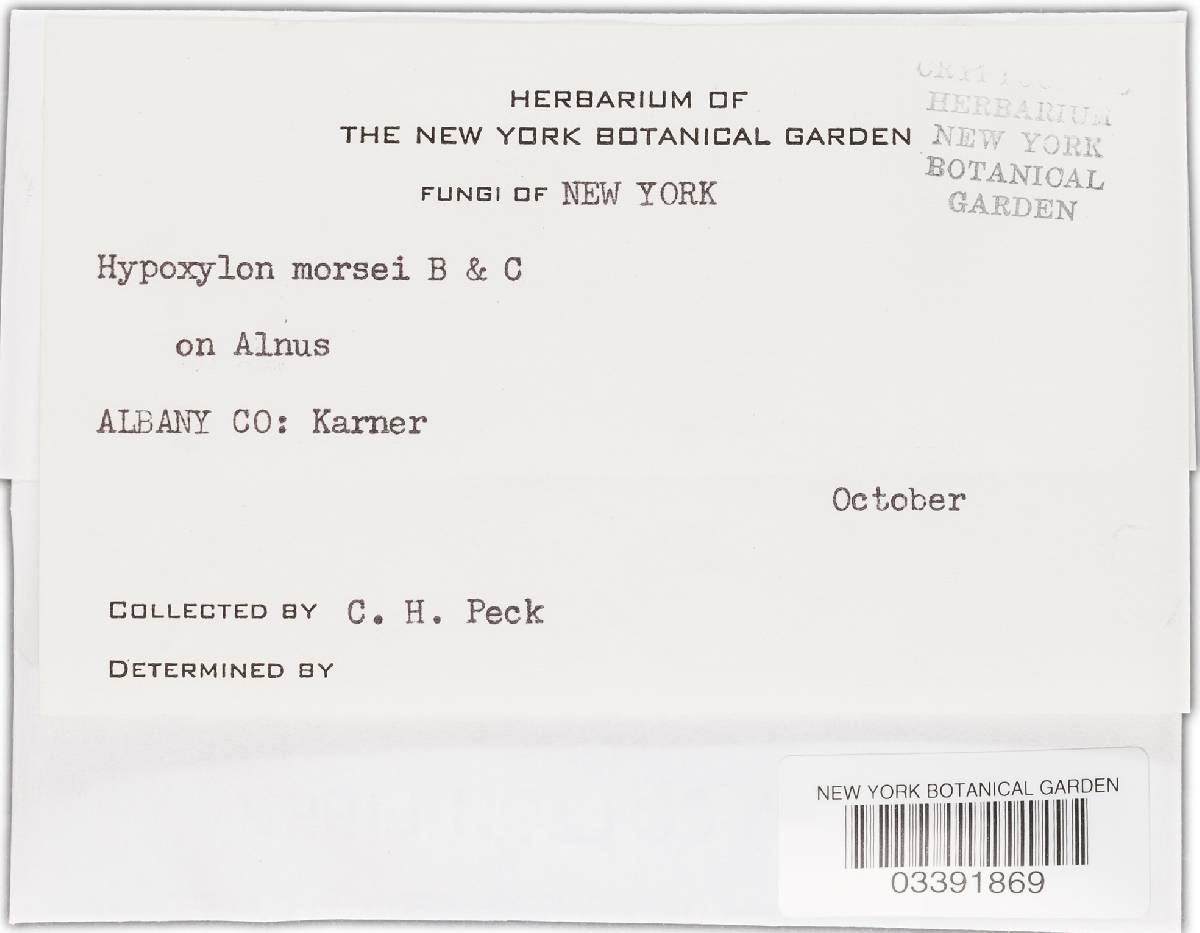 HERBARIUM OF
THE NEW YORK BOTANICAL GARDEN
FUNGI OF NEW YORK
HERBARIUM
NEW YORK
BOTANICAL
GARDEN
Hypoxylon morsei B & C
on Alnus
ALBANY CO: Karner
October
COLLECTED BY C. H. Peck
DETERMINED BY
NEW YORK BOTANICAL GARDEN
03391869